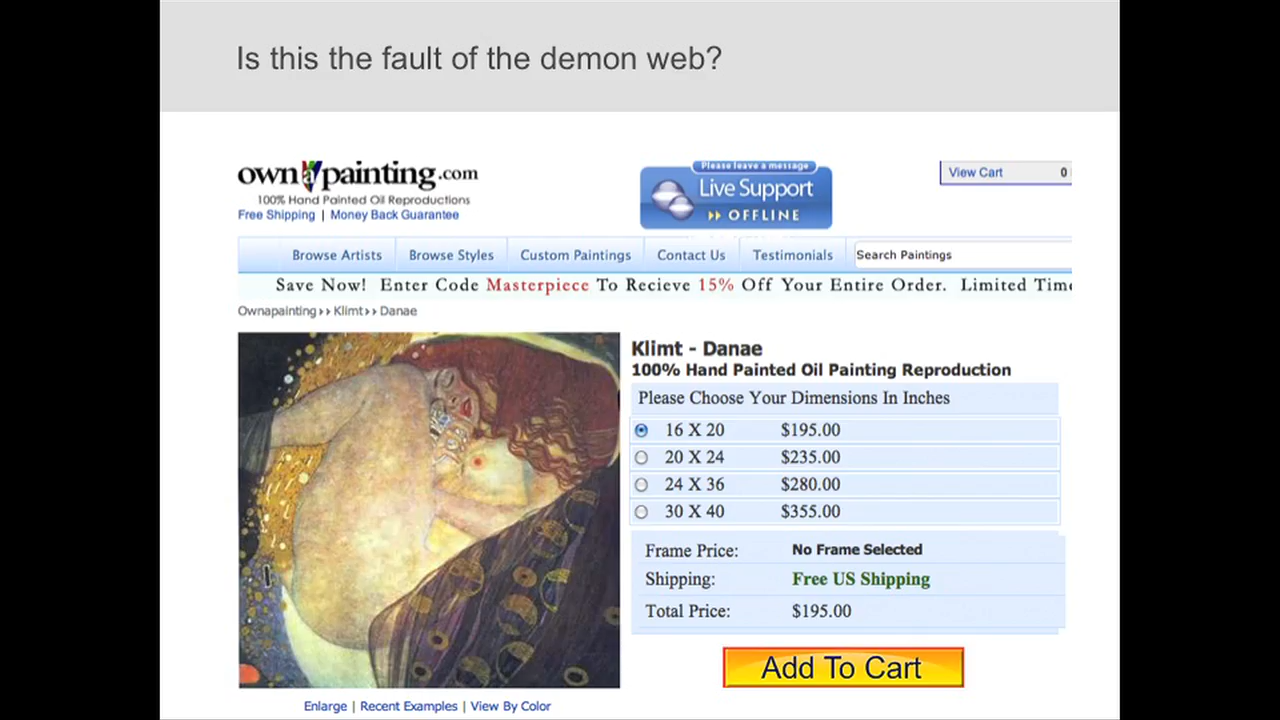 Is this the fault of the demon web?
own a painting.com
100% Hand Painted Oil Reproductions
Free Shipping | Money Back Guarantee
Please leave a message
Live Support
OFFLINE
View Cart 0
Browse Artists Browse Styles Custom Paintings Contact Us Testimonials Search Paintings
Save Now! Enter Code Masterpiece To Recieve 15% Off Your Entire Order. Limited Time
Ownapainting >> Klimt >> Danae
Klimt - Danae
100% Hand Painted Oil Painting Reproduction
Please Choose Your Dimensions In Inches
16 X 20 $195.00
20 X 24 $235.00
24 X 36 $280.00
30 X 40 $355.00
Frame Price: No Frame Selected
Shipping: Free US Shipping
Total Price: $195.00
Add To Cart
Enlarge | Recent Examples | View By Color